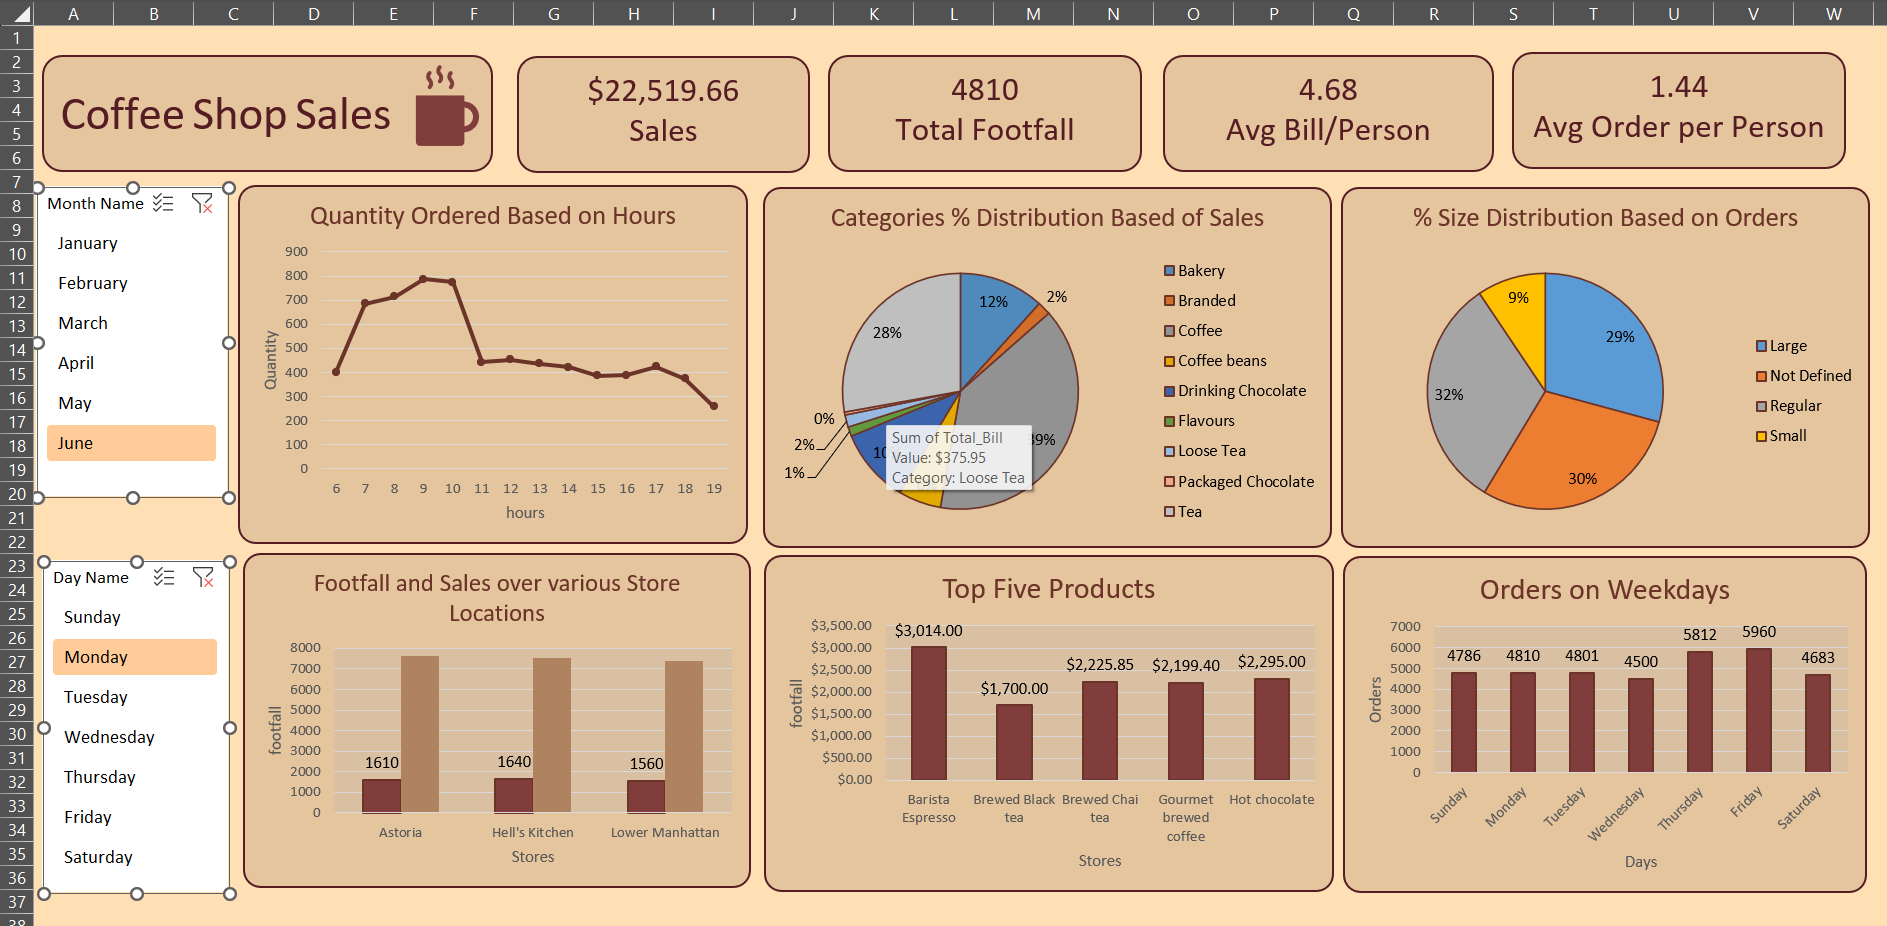 A B C D E F G H I J K L M N O P Q R S T U V W
1
2
3
4
5
6
7
8
9
10
11
12
13
14
15
16
17
18
19
20
21
22
23
24
25
26
27
28
29
30
31
32
33
34
35
36
37
38
Coffee Shop Sales
$22,519.66
Sales
4810
Total Footfall
4.68
Avg Bill/Person
1.44
Avg Order per Person
Month Name
January
February
March
April
May
June
Quantity Ordered Based on Hours
900
800
700
600
500
400
300
200
100
0
Quantity
6 7 8 9 10 11 12 13 14 15 16 17 18 19
hours
Categories % Distribution Based of Sales
12%
2%
28%
39%
0%
2%
1%
10
Sum of Total_Bill
Value: $375.95
Category: Loose Tea
Bakery
Branded
Coffee
Coffee beans
Drinking Chocolate
Flavours
Loose Tea
Packaged Chocolate
Tea
% Size Distribution Based on Orders
9%
29%
32%
30%
Large
Not Defined
Regular
Small
Day Name
Sunday
Monday
Tuesday
Wednesday
Thursday
Friday
Saturday
Footfall and Sales over various Store
Locations
8000
7000
6000
5000
4000
3000
2000
1000
0
footfall
1610 1640 1560
Astoria Hell's Kitchen Lower Manhattan
Stores
Top Five Products
$3,500.00
$3,000.00
$2,500.00
$2,000.00
$1,500.00
$1,000.00
$500.00
$0.00
footfall
$3,014.00
$1,700.00
$2,225.85
$2,199.40
$2,295.00
Barista
Espresso
Brewed Black
tea
Brewed Chai
tea
Gourmet
brewed
coffee
Hot chocolate
Stores
Orders on Weekdays
7000
6000
5000
4000
3000
2000
1000
0
Orders
4786 4810 4801 4500 5812 5960 4683
Sunday Monday Tuesday Wednesday Thursday Friday Saturday
Days